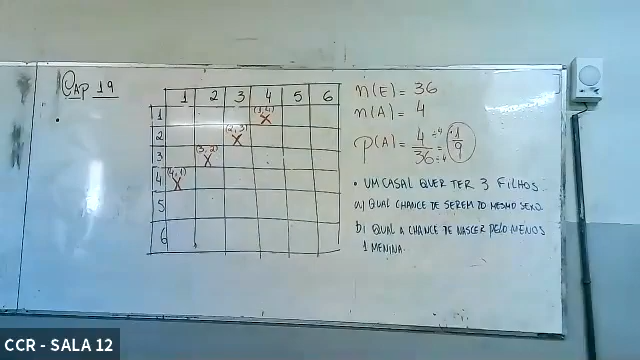 Cap 19
1 2 3 4 5 6
1 (1,4) X
2 (2,3) X
3 (3,2) X
4 (4,1) X
5
6
n(E) = 36
n(A) = 4
p(A) = 4/36 ÷4/÷4 = 1/9
• UM CASAL QUER TER 3 FILHOS.
a) QUAL CHANCE DE SEREM DO MESMO SEXO.
b) QUAL A CHANCE DE NASCER PELO MENOS
1 MENINA.
CCR - SALA 12